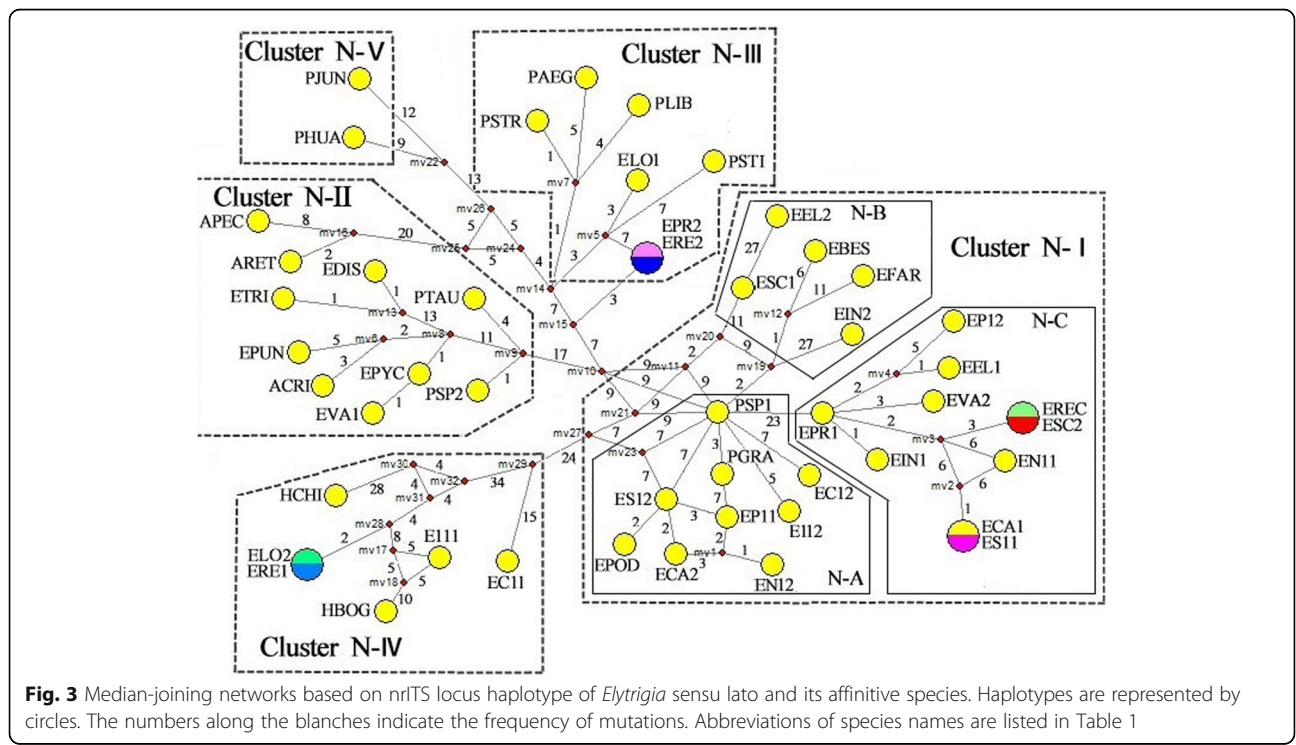 Cluster N-V
PJUN
12
PHUA
9
mv22
13
mv26
5
5
mv25
mv24
5
4
Cluster N-III
PAEG
PLIB
PSTR
5
4
1
ELO1
PSTI
mv7
3
7
EPR2
ERE2
mv5
7
1
3
mv14
3
7
mv15
7
Cluster N-II
APEC
8
mv16
20
ARET
2
EDIS
ETRI
1
1
PTAU
mv13
13
4
EPUN
5
mv6
2
mv8
11
mv9
17
mv10
3
1
ACRI
EPYC
PSP2
1
EVA1
1
Cluster N-I
N-B
EEL2
27
EBES
6
EFAR
ESC1
11
mv12
EIN2
11
1
27
mv20
9
2
mv19
9
mv11
9
9
2
9
mv21
9
PSP1
23
mv27
7
9
mv23
24
N-C
EP12
5
mv4
1
EEL1
2
3
EVA2
EPR1
2
3
EREC
ESC2
1
mv3
6
EIN1
6
EN11
mv2
6
1
ECA1
ES11
3
7
PGRA
7
7
5
EC12
ES12
7
3
EP11
E112
2
2
2
EPOD
ECA2
mv1
3
1
EN12
N-A
mv30
4
mv32
34
mv29
HCHI
28
4
mv31
4
15
mv28
4
2
8
ELO2
ERE1
mv17
5
E111
5
mv18
5
EC11
HBOG
10
Cluster N-IV
Fig. 3 Median-joining networks based on nrITS locus haplotype of Elytrigia sensu lato and its affinitive species. Haplotypes are represented by
circles. The numbers along the blanches indicate the frequency of mutations. Abbreviations of species names are listed in Table 1